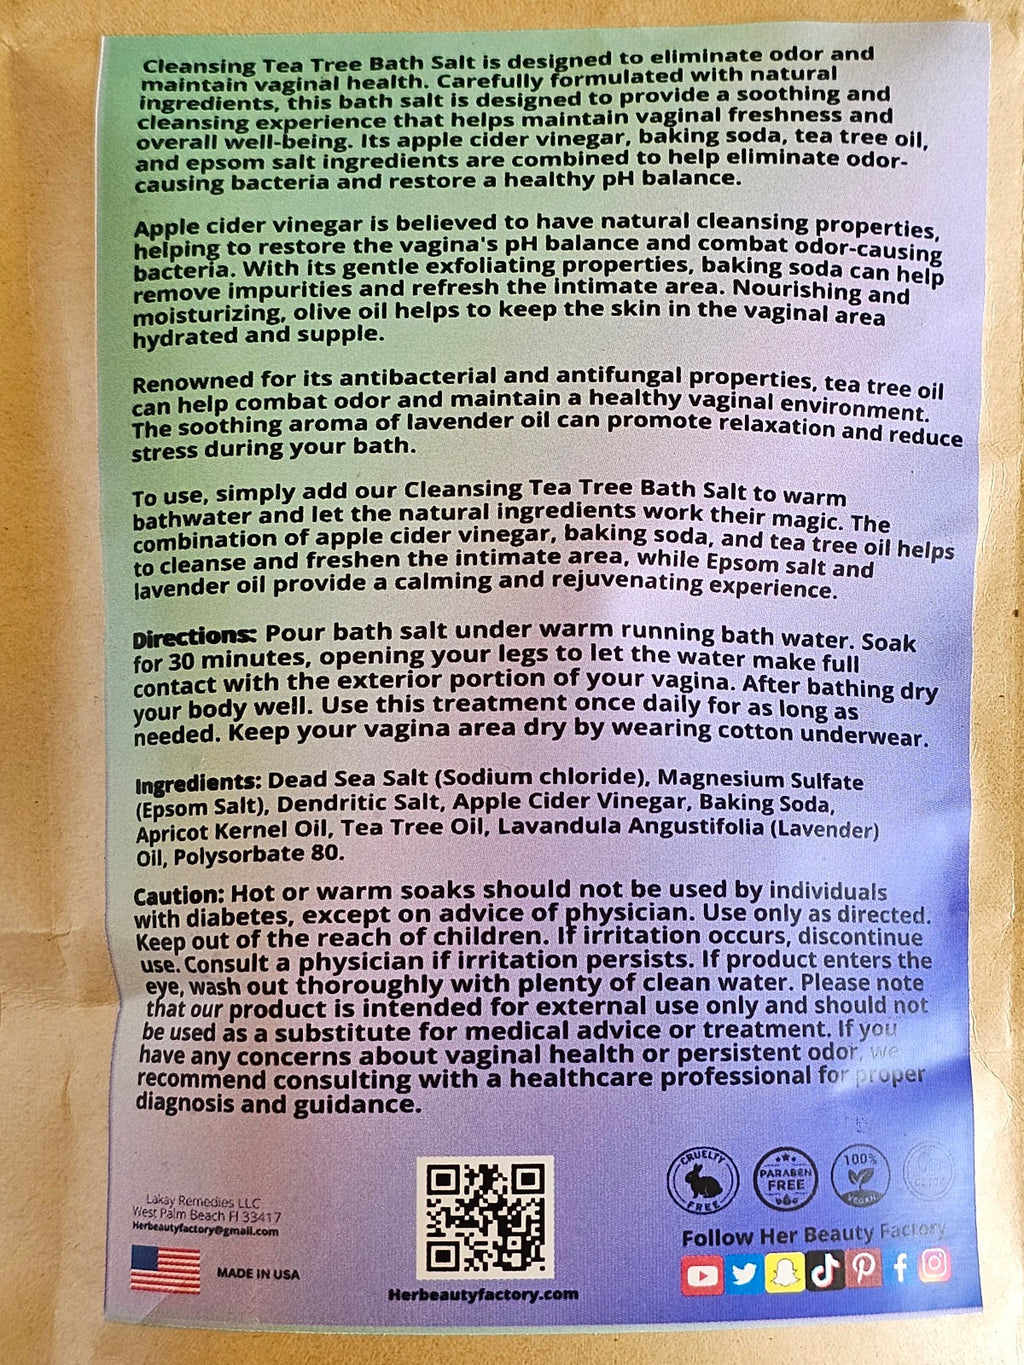 Cleansing Tea Tree Bath Salt is designed to eliminate odor and
maintain vaginal health. Carefully formulated with natural
ingredients, this bath salt is designed to provide a soothing and
cleansing experience that helps maintain vaginal freshness and
overall well-being. Its apple cider vinegar, baking soda, tea tree oil,
and epsom salt ingredients are combined to help eliminate odor-
causing bacteria and restore a healthy pH balance.
Apple cider vinegar is believed to have natural cleansing properties,
helping to restore the vagina's pH balance and combat odor-causing
bacteria. With its gentle exfoliating properties, baking soda can help
remove impurities and refresh the intimate area. Nourishing and
moisturizing, olive oil helps to keep the skin in the vaginal area
hydrated and supple.
Renowned for its antibacterial and antifungal properties, tea tree oil
can help combat odor and maintain a healthy vaginal environment.
The soothing aroma of lavender oil can promote relaxation and reduce
stress during your bath.
To use, simply add our Cleansing Tea Tree Bath Salt to warm
bathwater and let the natural ingredients work their magic. The
combination of apple cider vinegar, baking soda, and tea tree oil helps
to cleanse and freshen the intimate area, while Epsom salt and
lavender oil provide a calming and rejuvenating experience.
Directions: Pour bath salt under warm running bath water. Soak
for 30 minutes, opening your legs to let the water make full
contact with the exterior portion of your vagina. After bathing dry
your body well. Use this treatment once daily for as long as
needed. Keep your vagina area dry by wearing cotton underwear.
Ingredients: Dead Sea Salt (Sodium chloride), Magnesium Sulfate
(Epsom Salt), Dendritic Salt, Apple Cider Vinegar, Baking Soda,
Apricot Kernel Oil, Tea Tree Oil, Lavandula Angustifolia (Lavender)
Oil, Polysorbate 80.
Caution: Hot or warm soaks should not be used by individuals
with diabetes, except on advice of physician. Use only as directed.
Keep out of the reach of children. If irritation occurs, discontinue
use. Consult a physician if irritation persists. If product enters the
eye, wash out thoroughly with plenty of clean water. Please note
that our product is intended for external use only and should not
be used as a substitute for medical advice or treatment. If you
have any concerns about vaginal health or persistent odor, we
recommend consulting with a healthcare professional for proper
diagnosis and guidance.
Lakay Remedies LLC
West Palm Beach Fl 33417
Herbeautyfactory@gmail.com
MADE IN USA
Herbeautyfactory.com
CRUELTY FREE
PARABEN FREE
100% VEGAN
Follow Her Beauty Factory